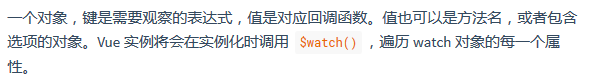 一个对象，键是需要观察的表达式，值是对应回调函数。值也可以是方法名，或者包含
选项的对象。Vue 实例将会在实例化时调用 $watch()，遍历 watch 对象的每一个属
性。